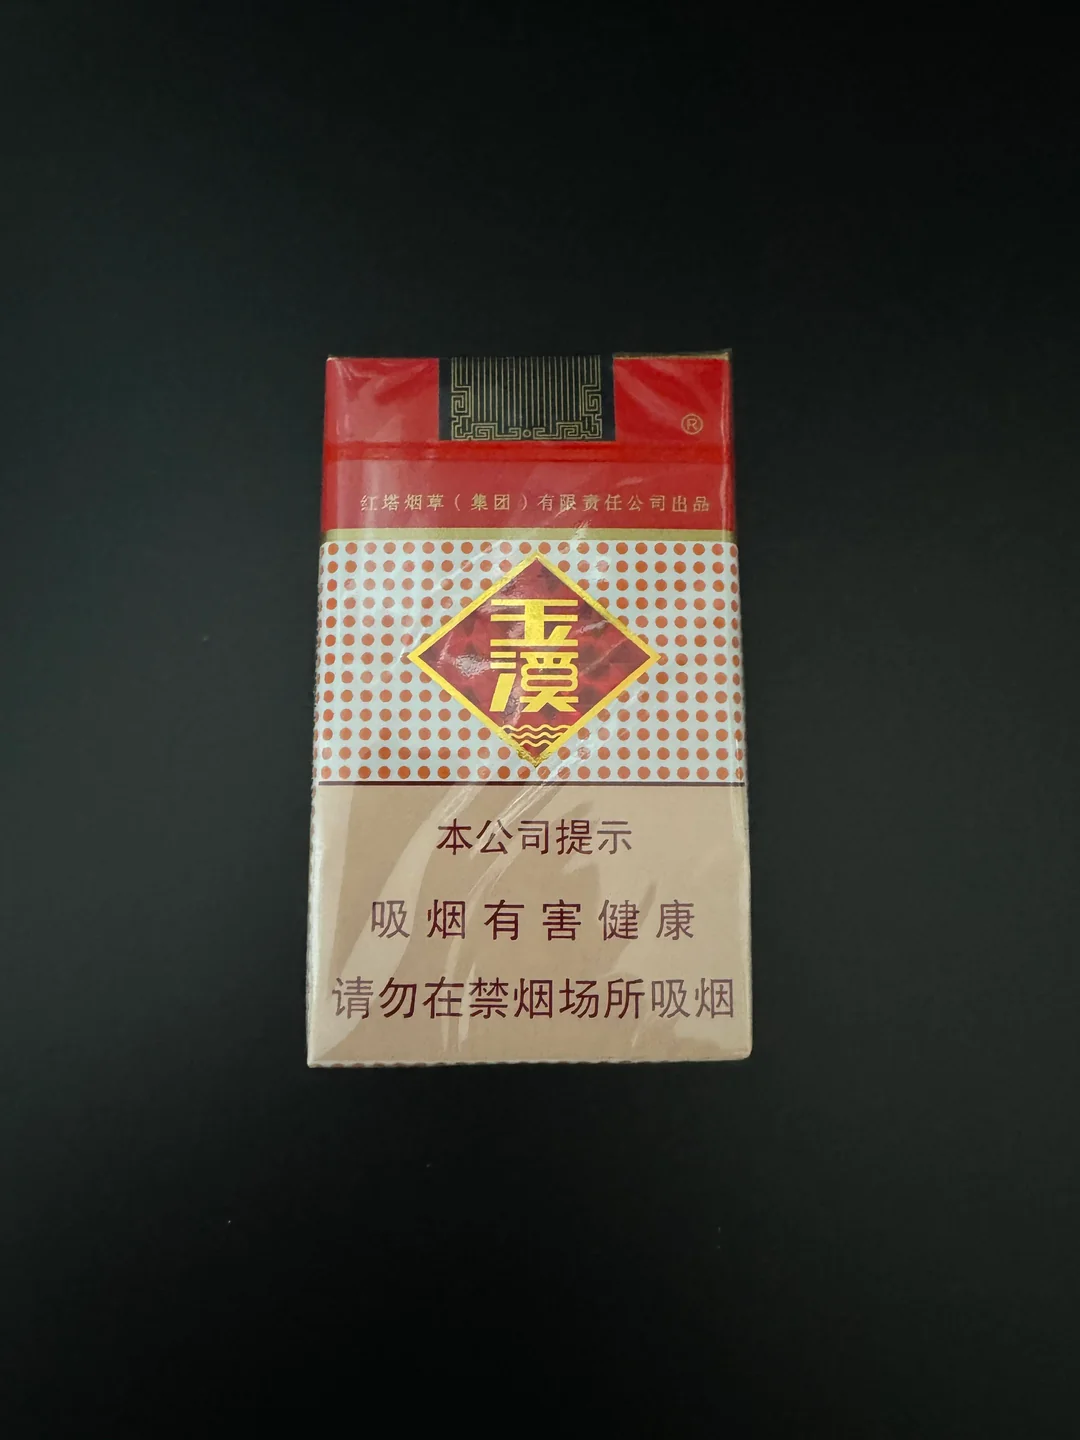 ®
红塔烟草（集团）有限责任公司出品
玉
溪
本公司提示
吸烟有害健康
请勿在禁烟场所吸烟